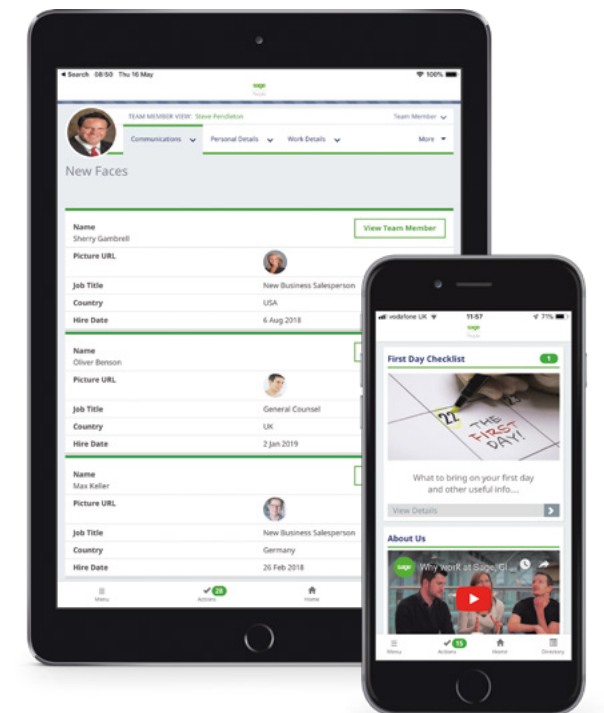 Search 08:50 Thu 16 May
100%
sage
People
TEAM MEMBER VIEW: Steve Pendleton
Team Member
Communications Personal Details Work Details More
New Faces
Name
Sherry Gambrell
View Team Member
Picture URL
Job Title New Business Salesperson
Country USA
Hire Date 6 Aug 2018
Name
Oliver Benson
Picture URL
Job Title General Counsel
Country UK
Hire Date 2 Jan 2019
Name
Max Keller
Picture URL
Job Title New Business Salesperson
Country Germany
Hire Date 26 Feb 2018
Menu
28
Actions
Home
vodafone UK 11:57 71%
sage
People
First Day Checklist 1
22
23
THE
FIRST
DAY!
What to bring on your first day
and other useful info....
View Details
About Us
sage Why work at Sage, Gl...
Menu
15
Actions
Home
Directory